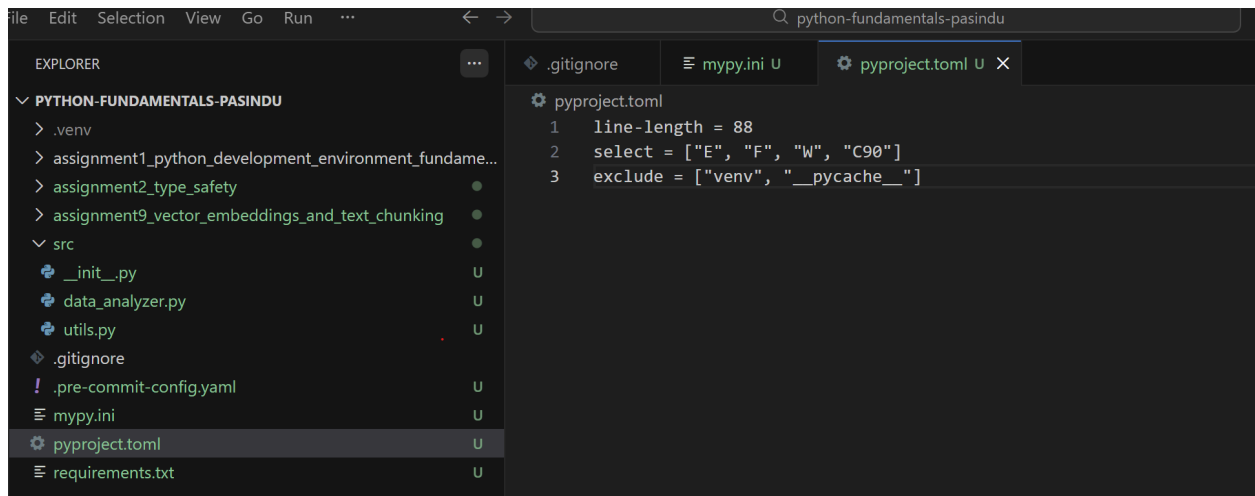 File Edit Selection View Go Run ···
python-fundamentals-pasindu
EXPLORER ···
PYTHON-FUNDAMENTALS-PASINDU
.venv
assignment1_python_development_environment_fundame...
assignment2_type_safety
assignment9_vector_embeddings_and_text_chunking
src
__init__.py U
data_analyzer.py U
utils.py U
.gitignore
.pre-commit-config.yaml U
mypy.ini U
pyproject.toml U
requirements.txt U
.gitignore mypy.ini U pyproject.toml U
pyproject.toml
1 line-length = 88
2 select = ["E", "F", "W", "C90"]
3 exclude = ["venv", "__pycache__"]